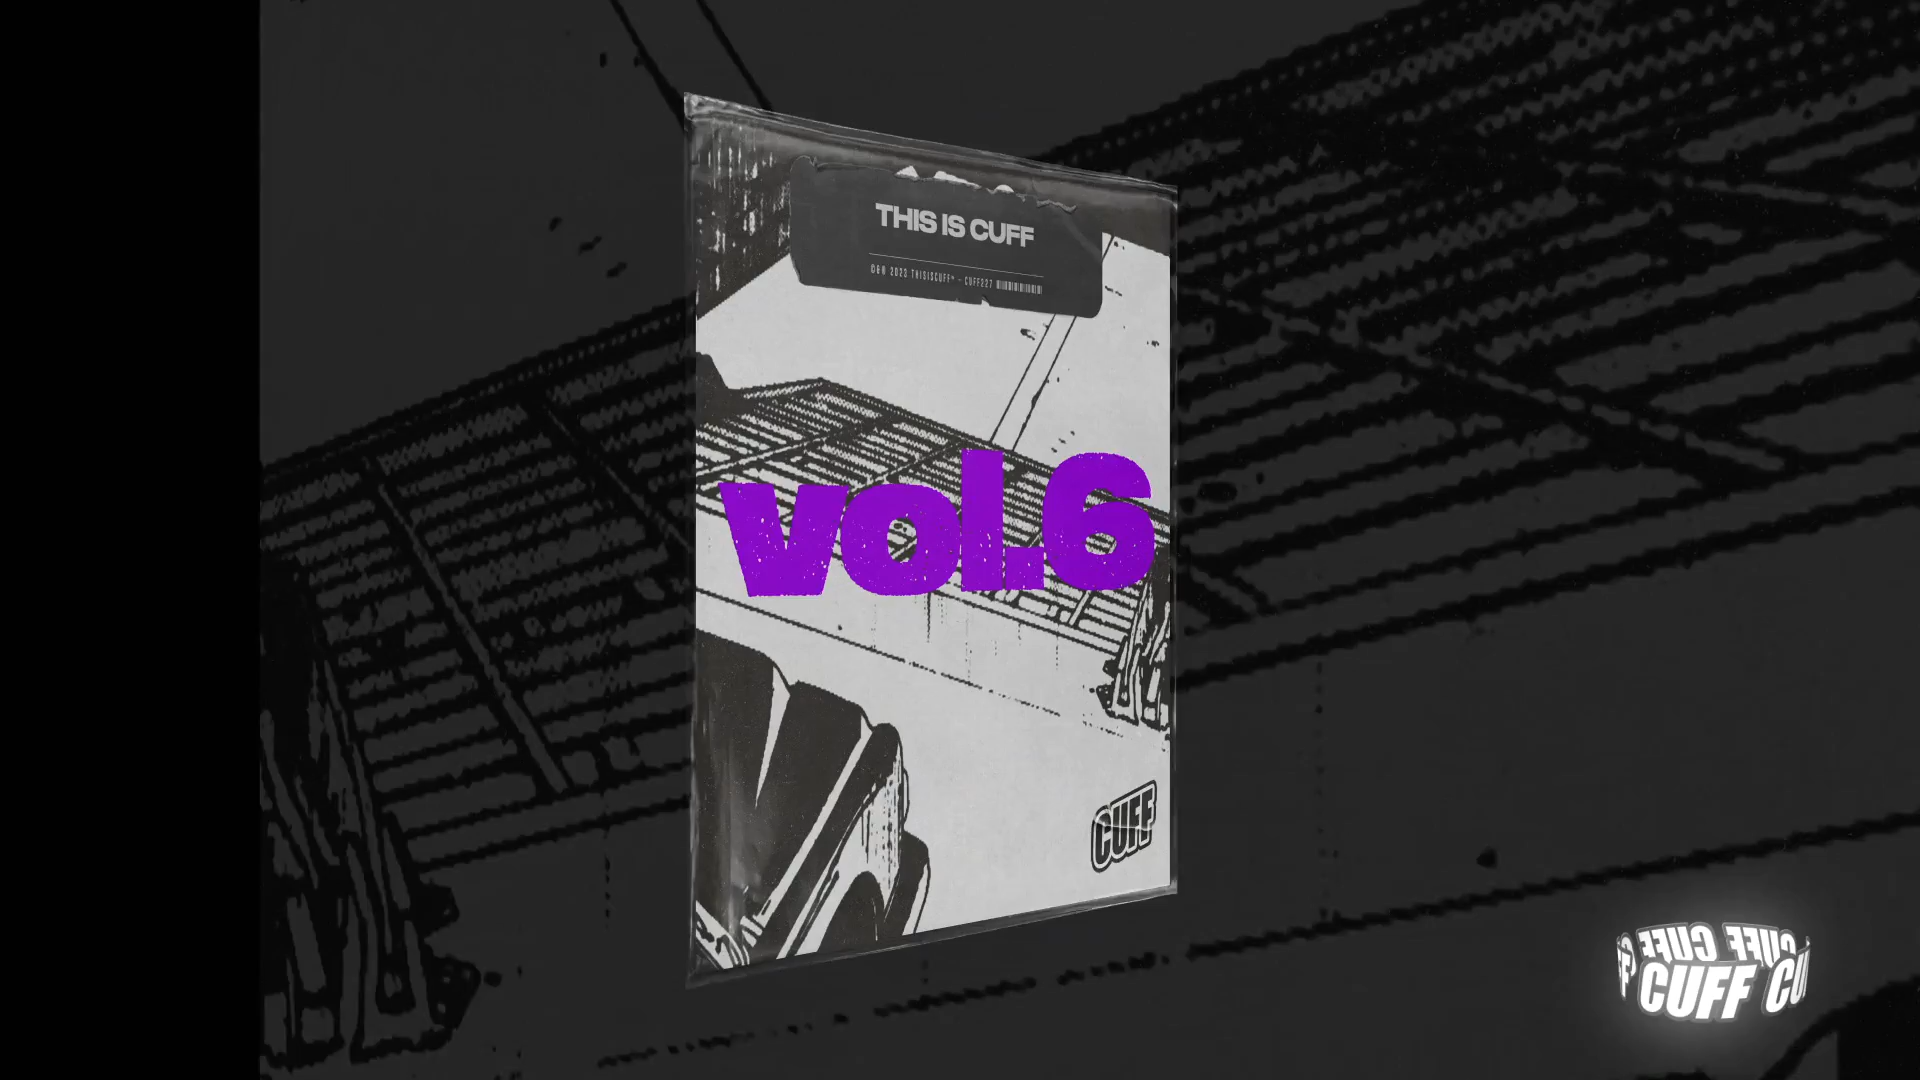 THIS IS CUFF
©℗ 2023 THISISCUFF™ - CUFF227
vol.6
CUFF
CUFF CUFF
CUFF CU